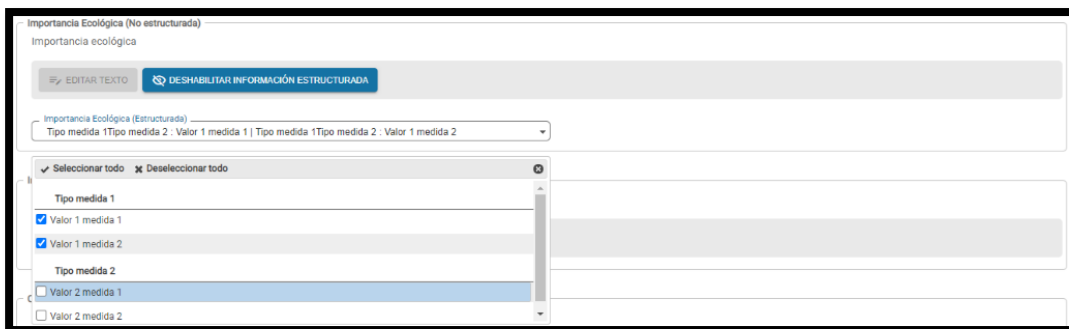 Importancia Ecológica (No estructurada)
Importancia ecológica
EDITAR TEXTO DESHABILITAR INFORMACIÓN ESTRUCTURADA
Importancia Ecológica (Estructurada)
Tipo medida 1Tipo medida 2 : Valor 1 medida 1 | Tipo medida 1Tipo medida 2 : Valor 1 medida 2
Seleccionar todo Deseleccionar todo
Tipo medida 1
Valor 1 medida 1
Valor 1 medida 2
Tipo medida 2
Valor 2 medida 1
Valor 2 medida 2